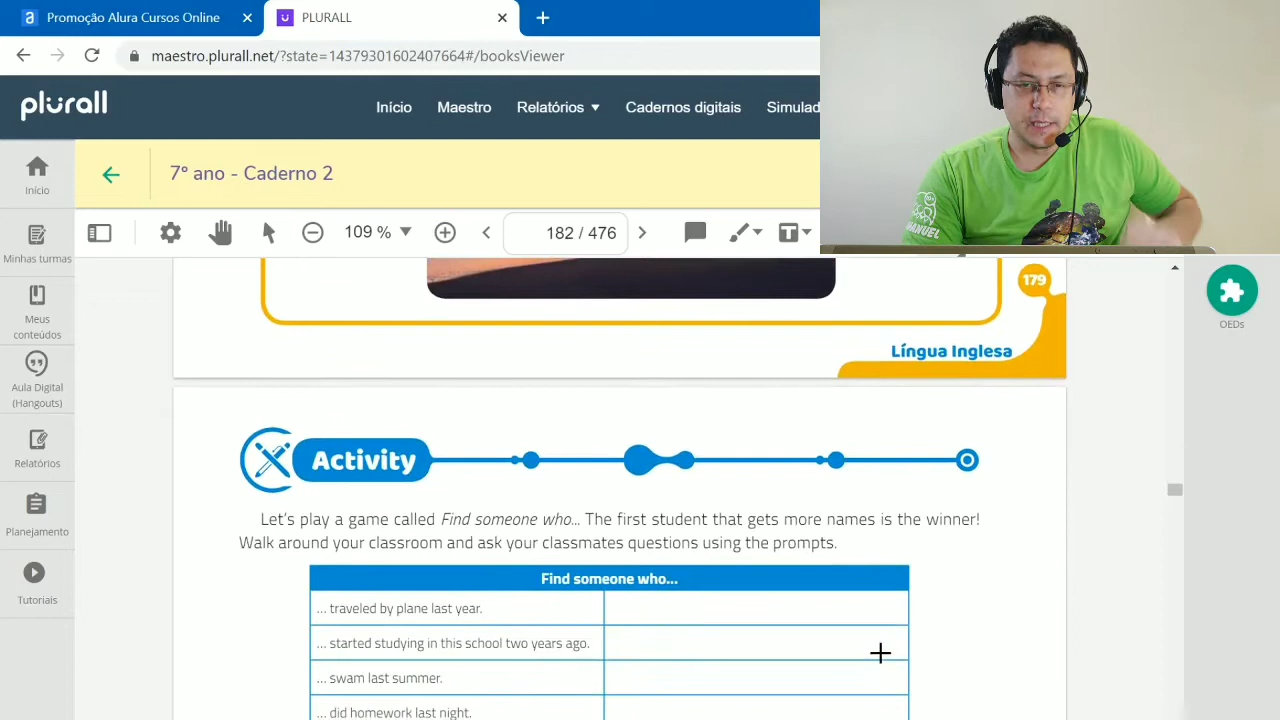 Promoção Alura Cursos Online
PLURALL
maestro.plurall.net/?state=14379301602407664#/booksViewer
plurall
Início
Maestro
Relatórios
Cadernos digitais
Simulad
Início
7º ano - Caderno 2
Minhas turmas
109 %
182 / 476
Meus
conteúdos
179
OEDs
Língua Inglesa
Aula Digital
(Hangouts)
Relatórios
Activity
Planejamento
Let's play a game called Find someone who... The first student that gets more names is the winner!
Walk around your classroom and ask your classmates questions using the prompts.
Tutoriais
Find someone who...
... traveled by plane last year.
... started studying in this school two years ago.
... swam last summer.
... did homework last night.